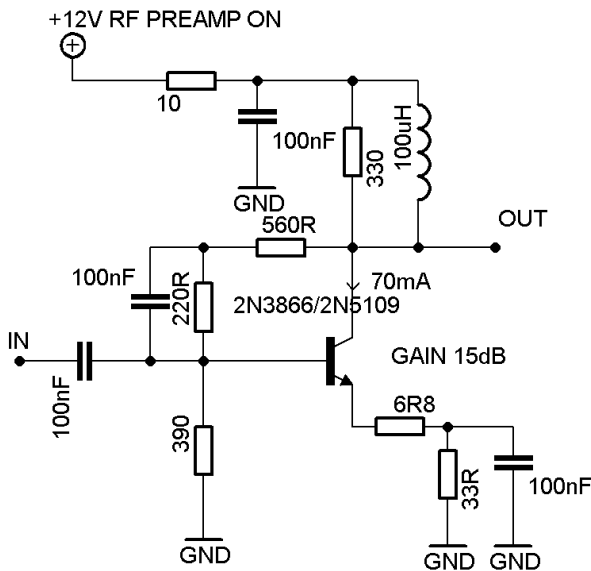 +12V RF PREAMP ON
10
100nF
330
100uH
GND
560R
OUT
100nF
220R
70mA
2N3866/2N5109
IN
100nF
GAIN 15dB
6R8
390
33R
100nF
GND
GND
GND